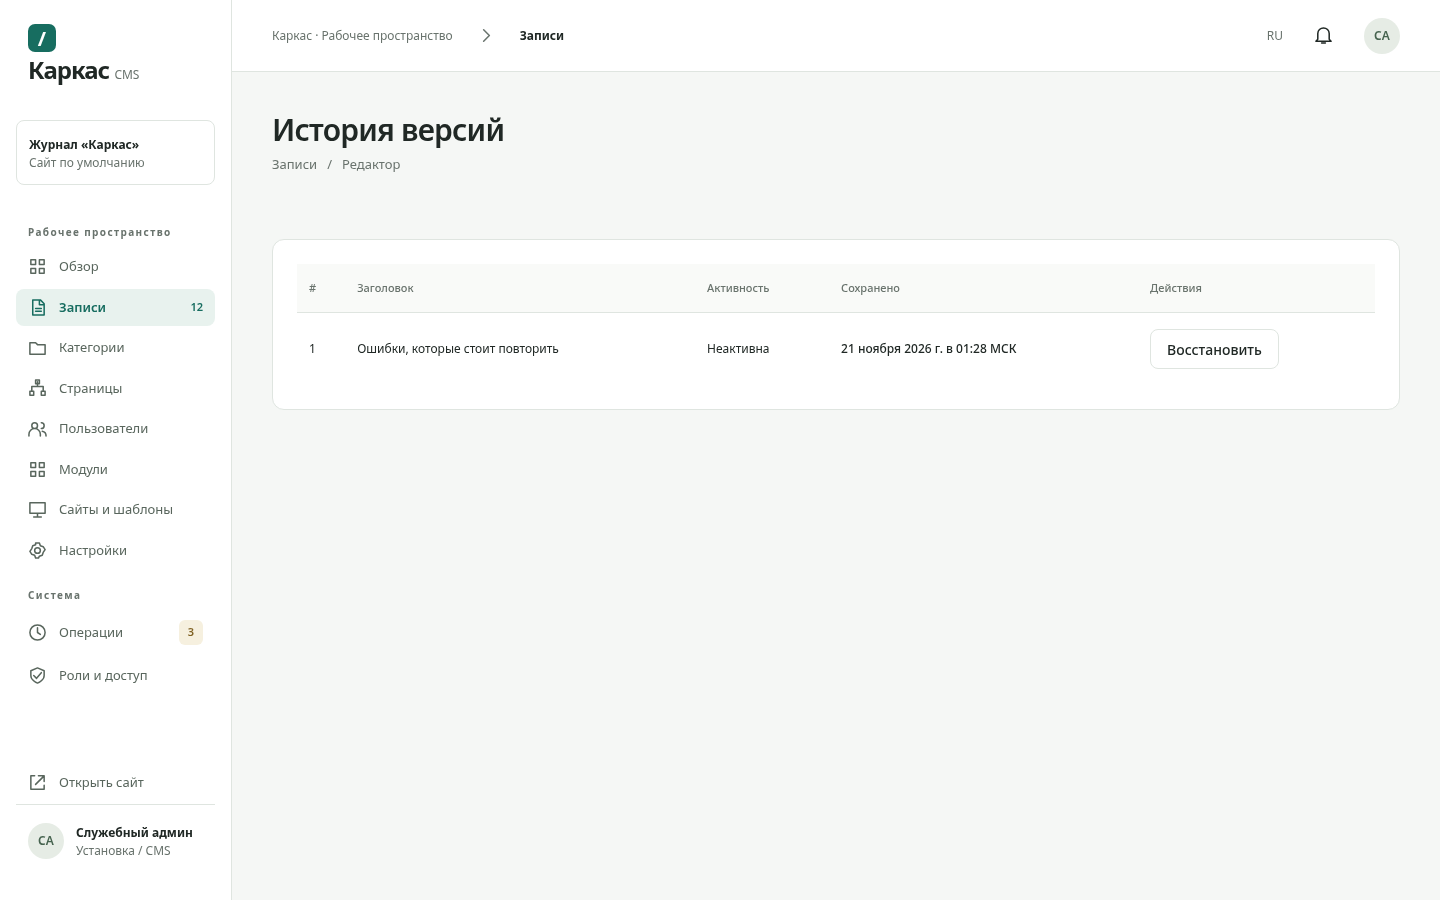 /
Каркас CMS
Журнал «Каркас»
Сайт по умолчанию
Рабочее пространство
Обзор
Записи 12
Категории
Страницы
Пользователи
Модули
Сайты и шаблоны
Настройки
Система
Операции 3
Роли и доступ
Открыть сайт
СА Служебный админ
Установка / CMS
Каркас · Рабочее пространство Записи RU СА
История версий
Записи / Редактор
# Заголовок Активность Сохранено Действия
1 Ошибки, которые стоит повторить Неактивна 21 ноября 2026 г. в 01:28 МСК Восстановить